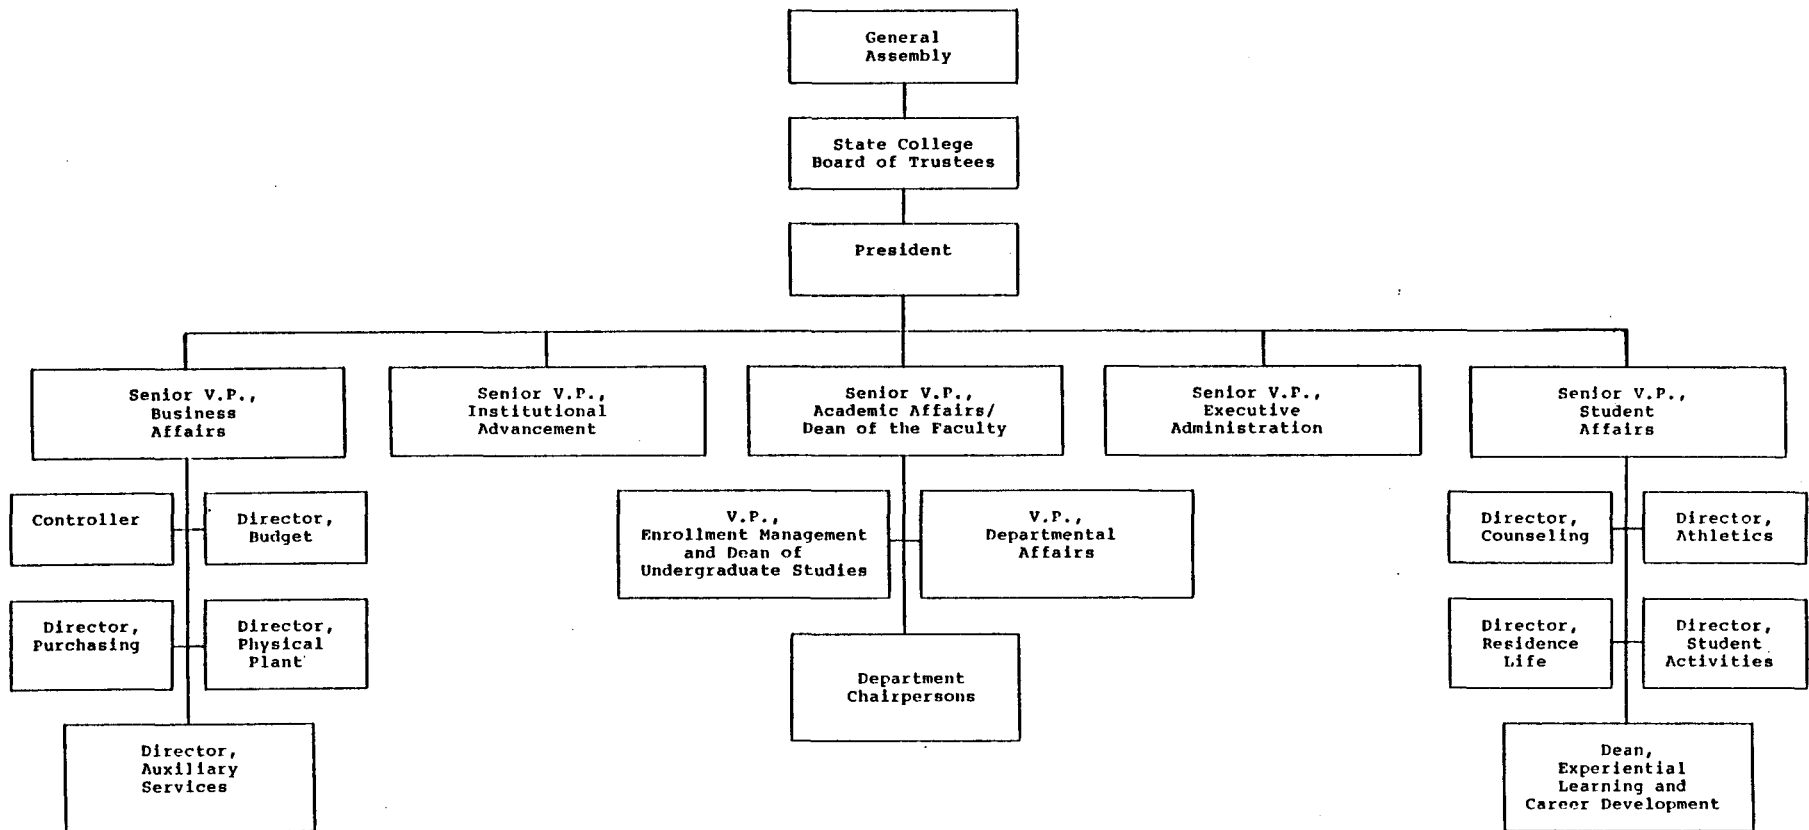 General
Assembly
State College
Board of Trustees
President
Senior V.P.,
Business
Affairs
Senior V.P.,
Institutional
Advancement
Senior V.P.,
Academic Affairs/
Dean of the Faculty
Senior V.P.,
Executive
Administration
Senior V.P.,
Student
Affairs
Controller
Director,
Budget
V.P.,
Enrollment Management
and Dean of
Undergraduate Studies
V.P.,
Departmental
Affairs
Director,
Counseling
Director,
Athletics
Director,
Purchasing
Director,
Physical
Plant
Department
Chairpersons
Director,
Residence
Life
Director,
Student
Activities
Director,
Auxiliary
Services
Dean,
Experiential
Learning and
Career Development